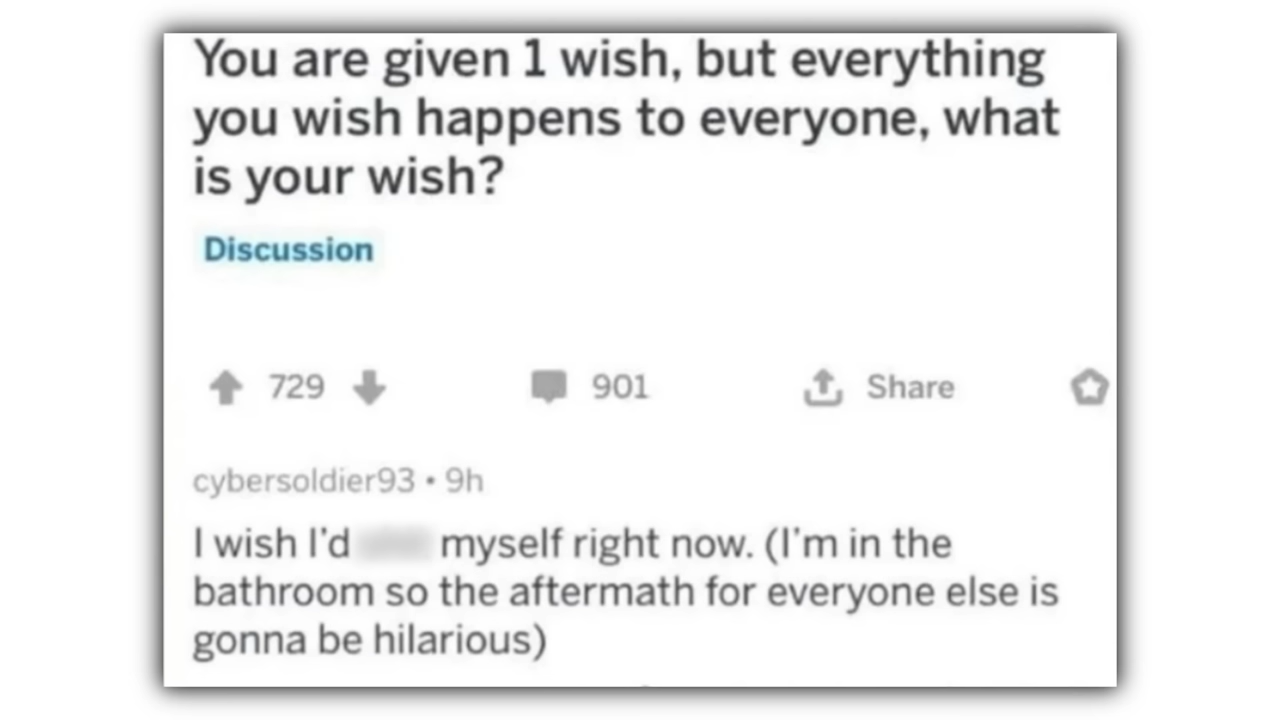 You are given 1 wish, but everything
you wish happens to everyone, what
is your wish?
Discussion
729 901 Share
cybersoldier93 • 9h
I wish I'd myself right now. (I'm in the
bathroom so the aftermath for everyone else is
gonna be hilarious)